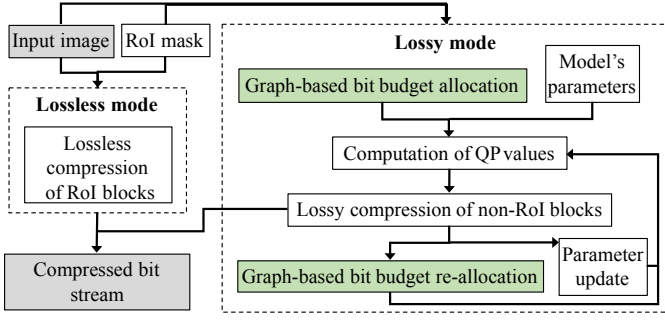 Input image
RoI mask
Lossless mode
Lossless
compression
of RoI blocks
Compressed bit
stream
Lossy mode
Graph-based bit budget allocation
Model's
parameters
Computation of QP values
Lossy compression of non-RoI blocks
Graph-based bit budget re-allocation
Parameter
update